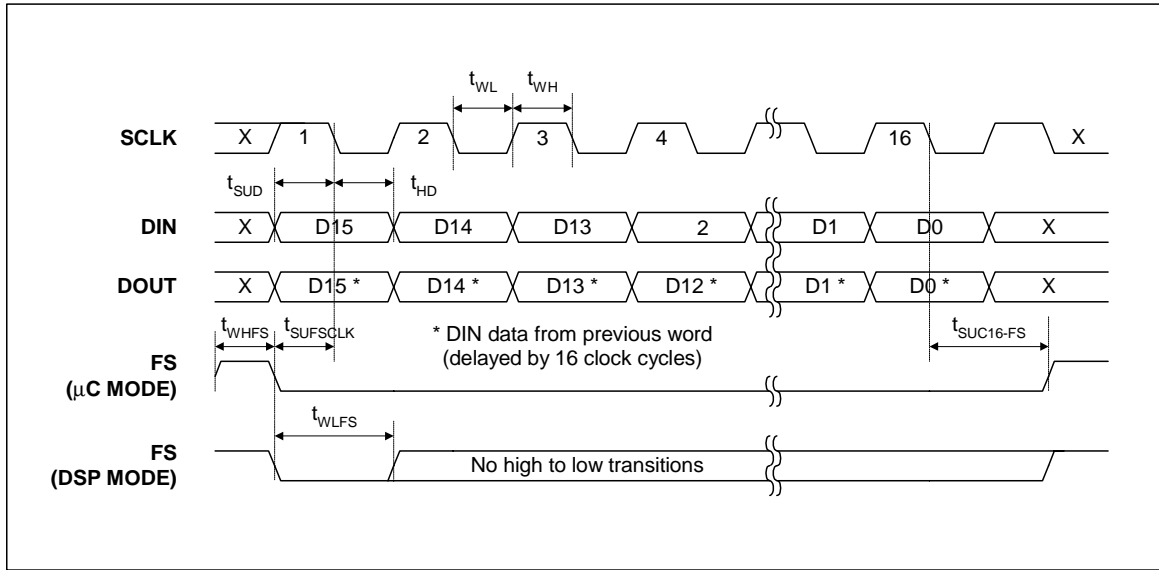 tWL tWH
SCLK X 1 2 3 4 16 X
tSUD tHD
DIN X D15 D14 D13 2 D1 D0 X
DOUT X D15 * D14 * D13 * D12 * D1 * D0 * X
tWHFS tSUFSCLK * DIN data from previous word tSUC16-FS
(delayed by 16 clock cycles)
FS
(µC MODE)
tWLFS
FS
(DSP MODE)
No high to low transitions